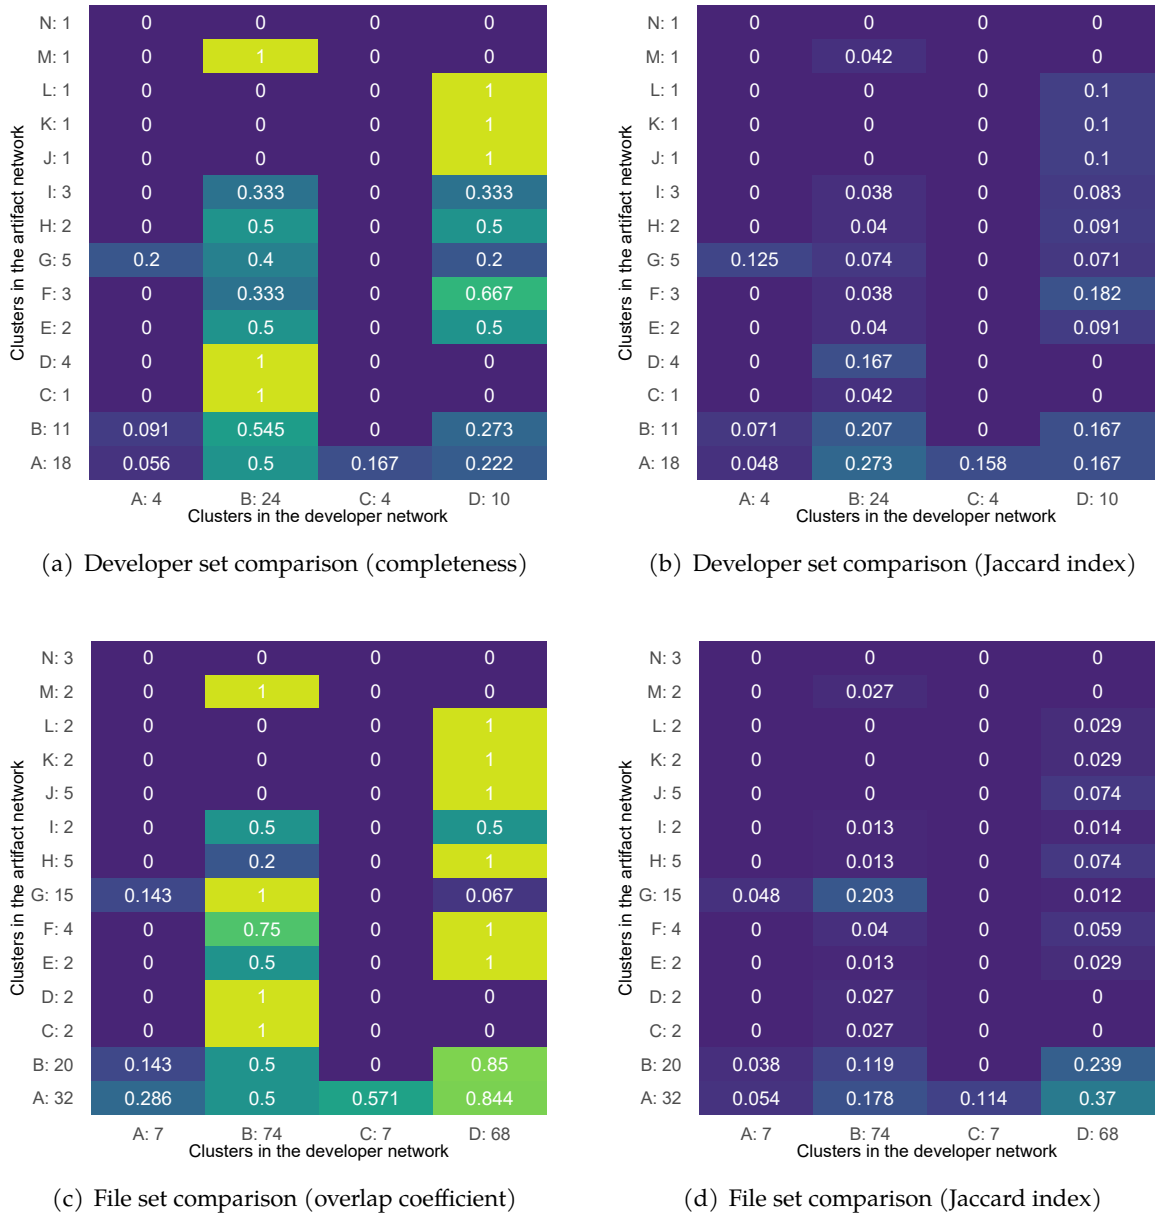 Clusters in the artifact network
N: 1 0 0 0 0
M: 1 0 1 0 0
L: 1 0 0 0 1
K: 1 0 0 0 1
J: 1 0 0 0 1
I: 3 0 0.333 0 0.333
H: 2 0 0.5 0 0.5
G: 5 0.2 0.4 0 0.2
F: 3 0 0.333 0 0.667
E: 2 0 0.5 0 0.5
D: 4 0 1 0 0
C: 1 0 1 0 0
B: 11 0.091 0.545 0 0.273
A: 18 0.056 0.5 0.167 0.222
A: 4 B: 24 C: 4 D: 10
Clusters in the developer network
(a) Developer set comparison (completeness)
Clusters in the artifact network
N: 1 0 0 0 0
M: 1 0 0.042 0 0
L: 1 0 0 0 0.1
K: 1 0 0 0 0.1
J: 1 0 0 0 0.1
I: 3 0 0.038 0 0.083
H: 2 0 0.04 0 0.091
G: 5 0.125 0.074 0 0.071
F: 3 0 0.038 0 0.182
E: 2 0 0.04 0 0.091
D: 4 0 0.167 0 0
C: 1 0 0.042 0 0
B: 11 0.071 0.207 0 0.167
A: 18 0.048 0.273 0.158 0.167
A: 4 B: 24 C: 4 D: 10
Clusters in the developer network
(b) Developer set comparison (Jaccard index)
Clusters in the artifact network
N: 3 0 0 0 0
M: 2 0 1 0 0
L: 2 0 0 0 1
K: 2 0 0 0 1
J: 5 0 0 0 1
I: 2 0 0.5 0 0.5
H: 5 0 0.2 0 1
G: 15 0.143 1 0 0.067
F: 4 0 0.75 0 1
E: 2 0 0.5 0 1
D: 2 0 1 0 0
C: 2 0 1 0 0
B: 20 0.143 0.5 0 0.85
A: 32 0.286 0.5 0.571 0.844
A: 7 B: 74 C: 7 D: 68
Clusters in the developer network
(c) File set comparison (overlap coefficient)
Clusters in the artifact network
N: 3 0 0 0 0
M: 2 0 0.027 0 0
L: 2 0 0 0 0.029
K: 2 0 0 0 0.029
J: 5 0 0 0 0.074
I: 2 0 0.013 0 0.014
H: 5 0 0.013 0 0.074
G: 15 0.048 0.203 0 0.012
F: 4 0 0.04 0 0.059
E: 2 0 0.013 0 0.029
D: 2 0 0.027 0 0
C: 2 0 0.027 0 0
B: 20 0.038 0.119 0 0.239
A: 32 0.054 0.178 0.114 0.37
A: 7 B: 74 C: 7 D: 68
Clusters in the developer network
(d) File set comparison (Jaccard index)